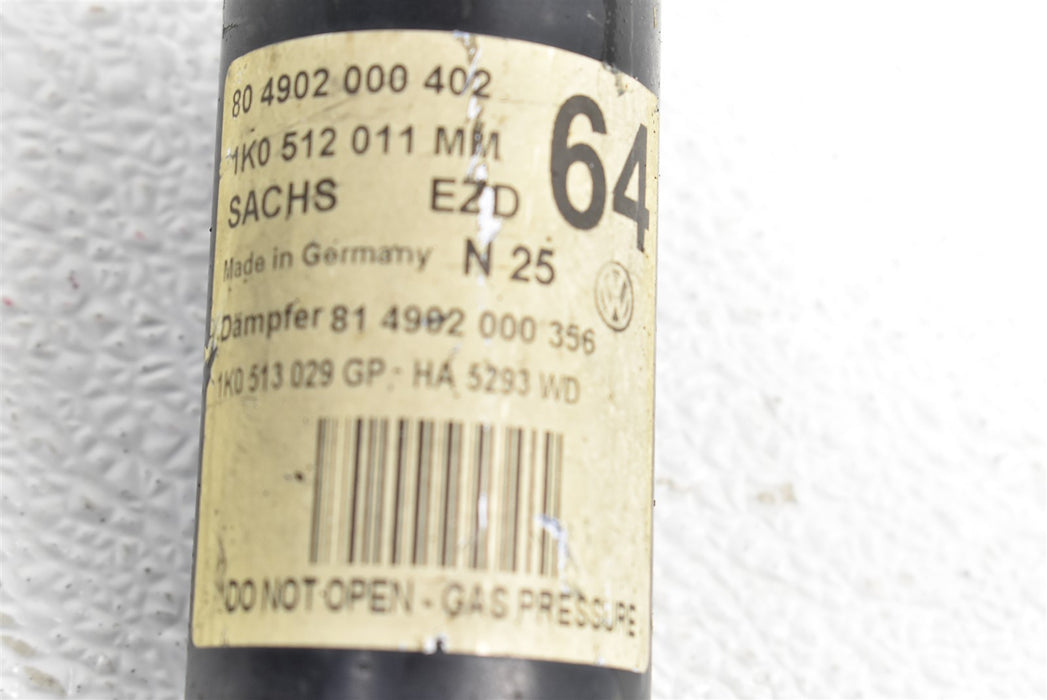 80 4902 000 402
1K0 512 011 MM
64
SACHS EZD
Made in Germany N 25
VW
Dämpfer 81 4902 000 356
1K0 513 029 GP HA 5293 WD
DO NOT OPEN - GAS PRESSURE